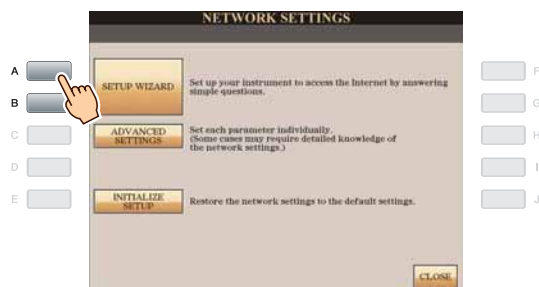 NETWORK SETTINGS
A
B
C
D
E
SETUP WIZARD
Set up your instrument to access the Internet by answering
simple questions.
ADVANCED
SETTINGS
Set each parameter individually.
(Some cases may require detailed knowledge of
the network settings.)
INITIALIZE
SETUP
Restore the network settings to the default settings.
CLOSE
F
G
H
I
J